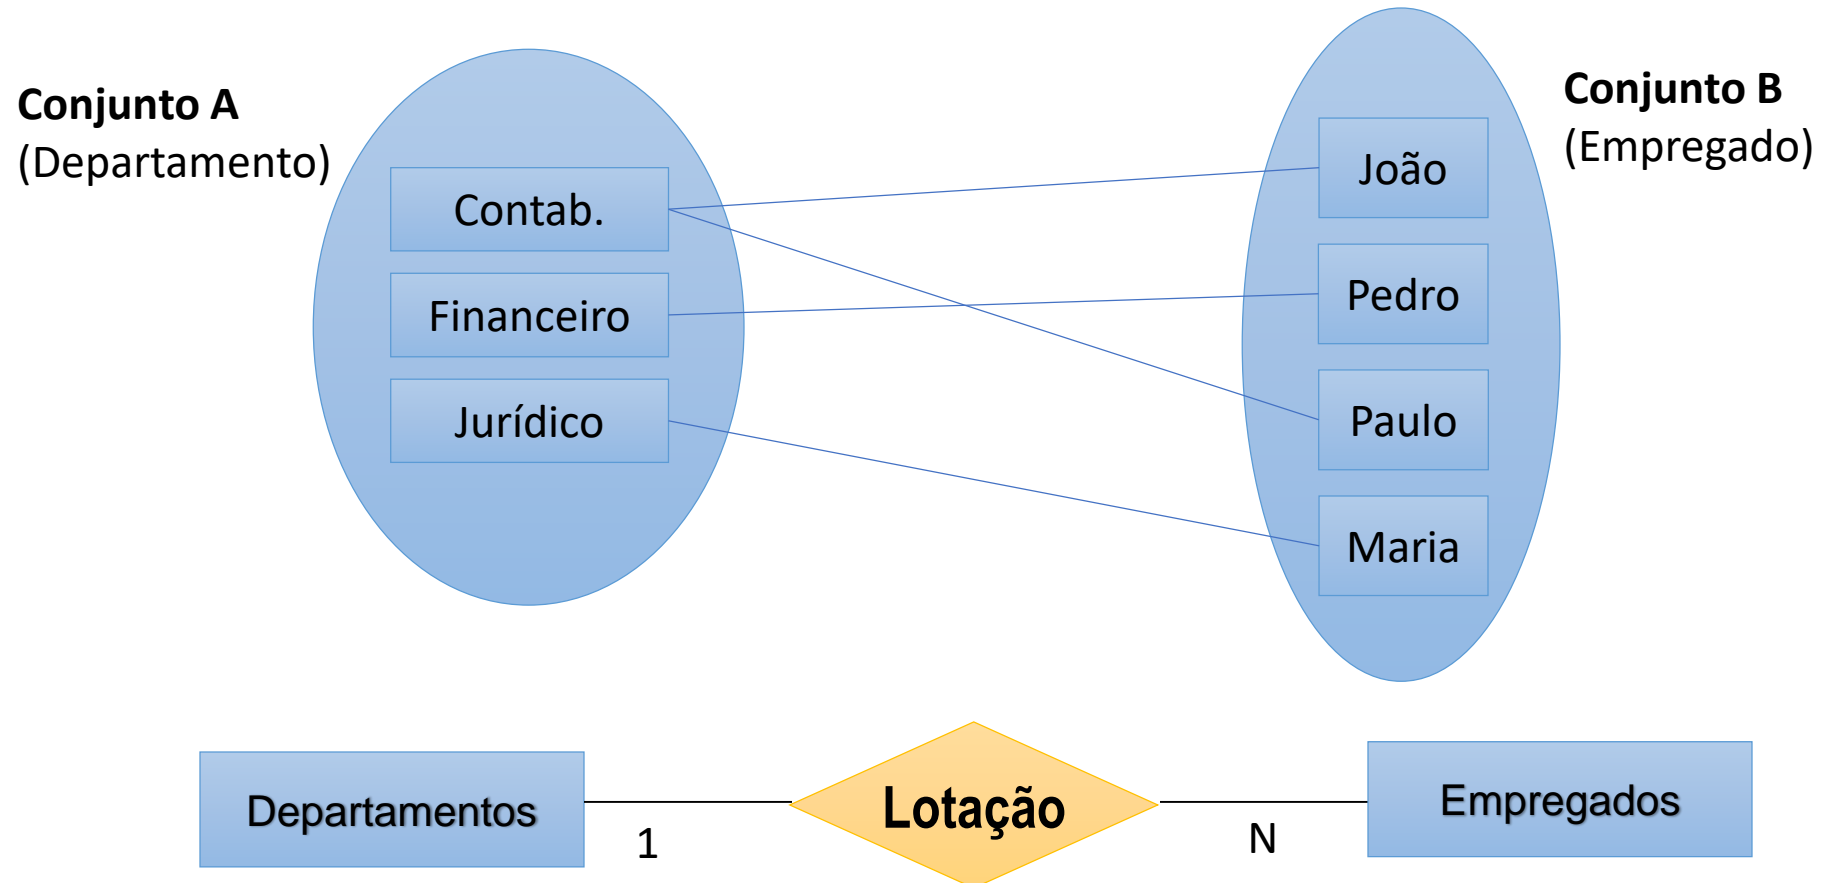 Conjunto A
(Departamento)
Contab.
Financeiro
Jurídico
Conjunto B
(Empregado)
João
Pedro
Paulo
Maria
Departamentos
1
Lotação
N
Empregados